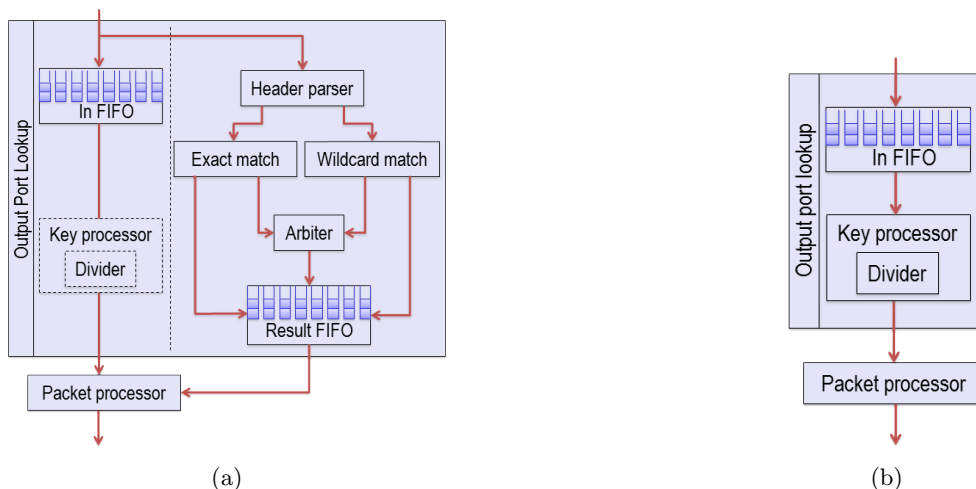 Output Port Lookup
In FIFO
Key processor
Divider
Header parser
Exact match
Wildcard match
Arbiter
Result FIFO
Packet processor
(a)
Output port lookup
In FIFO
Key processor
Divider
Packet processor
(b)